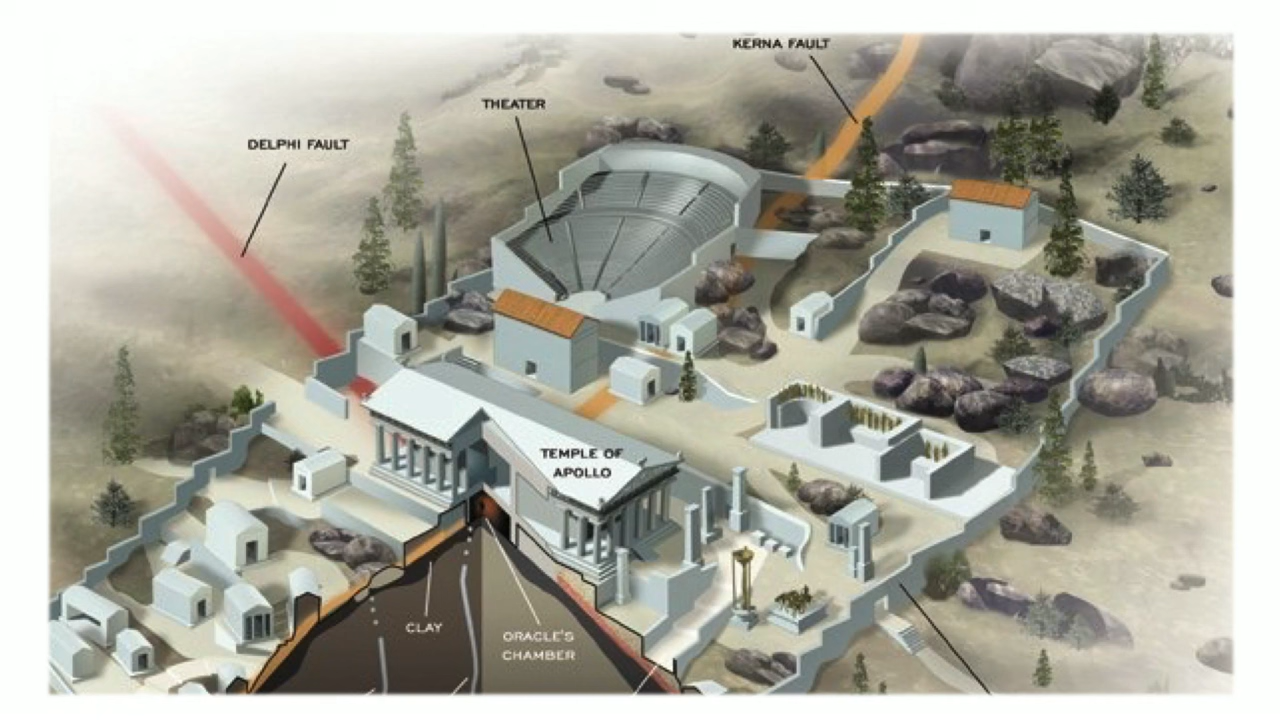 KERNA FAULT
THEATER
DELPHI FAULT
TEMPLE OF
APOLLO
CLAY
ORACLE'S
CHAMBER